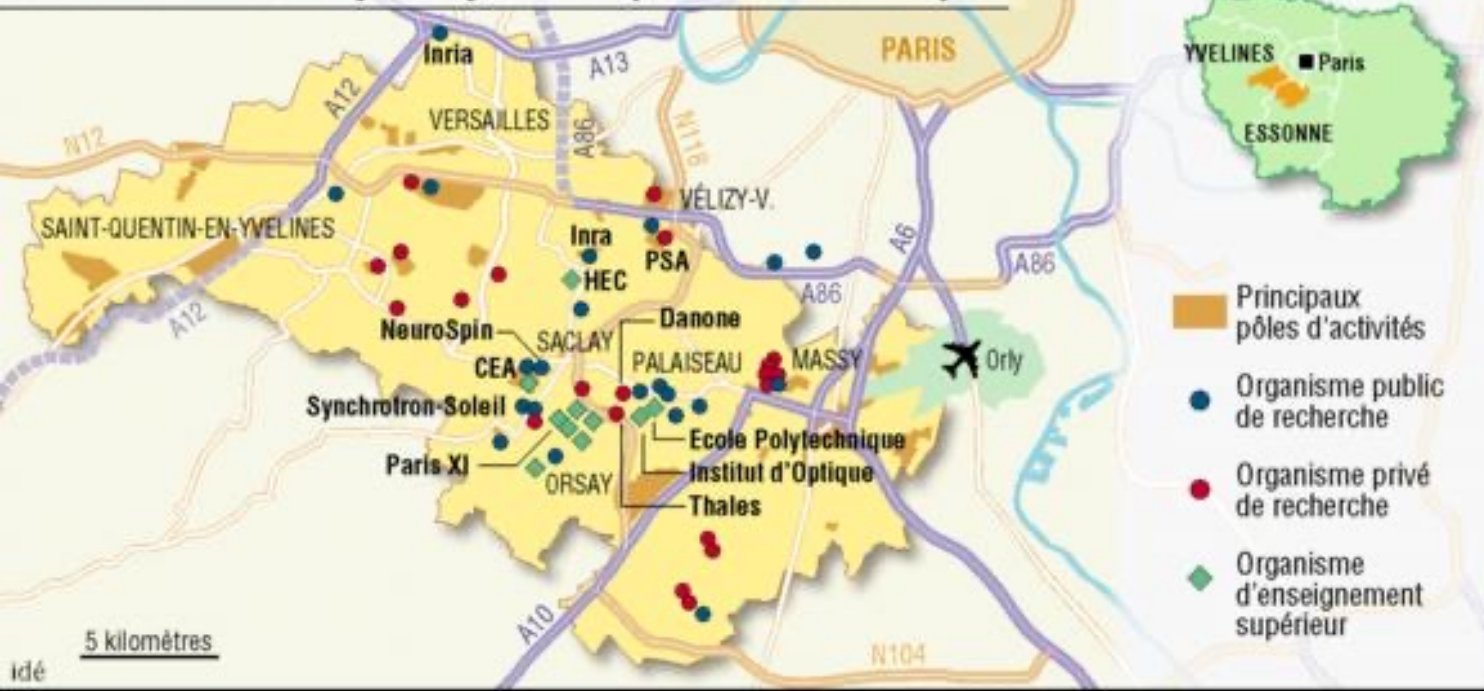 PARIS
YVELINES
Paris
ESSONNE
Inria
A13
A12
VERSAILLES
A86
N118
N12
VÉLIZY-V.
SAINT-QUENTIN-EN-YVELINES
Inra
PSA
HEC
A6
A86
A86
A12
Danone
NeuroSpin
SACLAY
PALAISEAU
MASSY
Orly
CEA
Synchrotron-Soleil
Ecole Polytechnique
Paris XI
Institut d'Optique
ORSAY
Thales
A10
N104
Principaux
pôles d'activités
Organisme public
de recherche
Organisme privé
de recherche
Organisme
d'enseignement
supérieur
5 kilomètres
idé